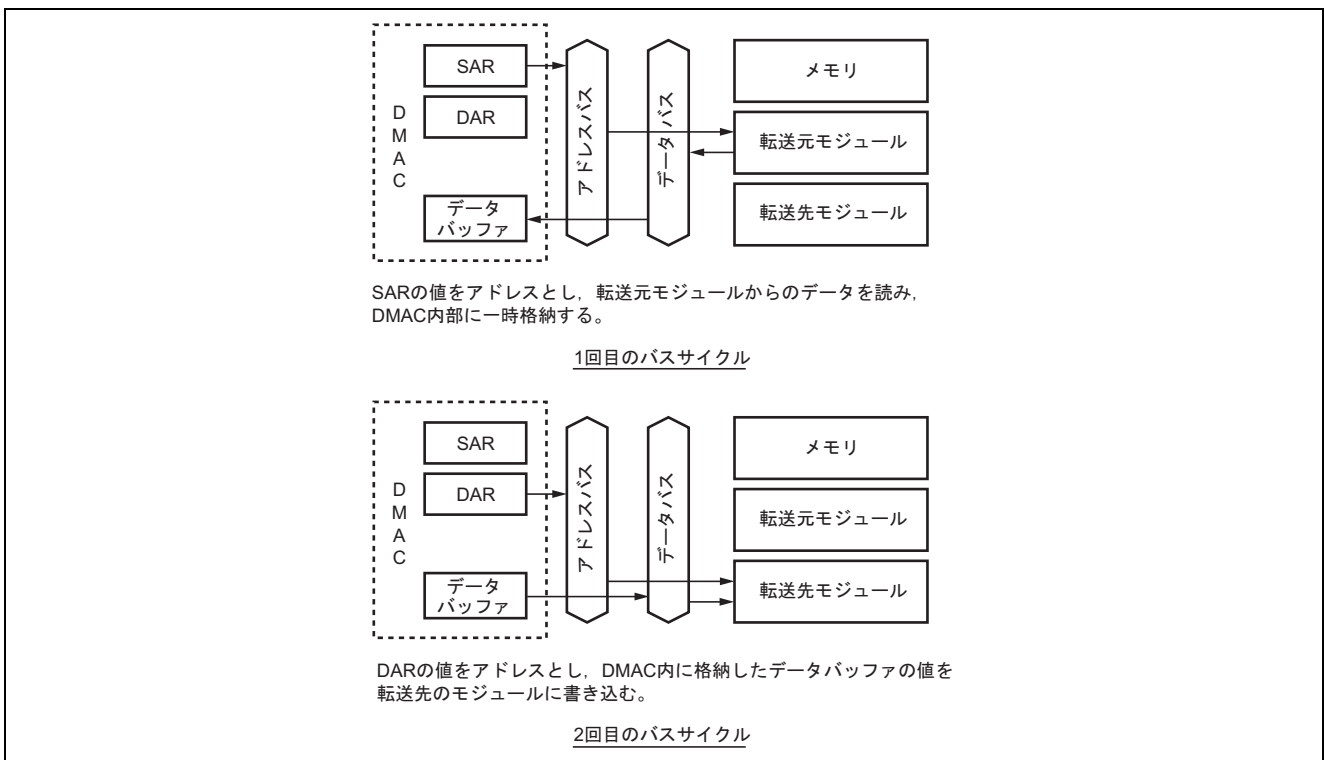 SAR
DAR
DMAC
データ
バッファ
アドレスバス
データバス
メモリ
転送元モジュール
転送先モジュール
SARの値をアドレスとし，転送元モジュールからのデータを読み，
DMAC内部に一時格納する。
1回目のバスサイクル
SAR
DAR
DMAC
データ
バッファ
アドレスバス
データバス
メモリ
転送元モジュール
転送先モジュール
DARの値をアドレスとし，DMAC内に格納したデータバッファの値を
転送先のモジュールに書き込む。
2回目のバスサイクル